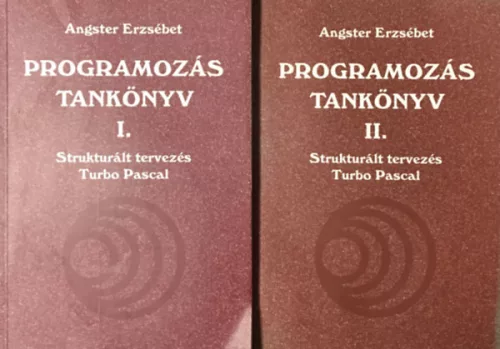 Angster Erzsébet
PROGRAMOZÁS
TANKÖNYV
I.
Strukturált tervezés
Turbo Pascal
Angster Erzsébet
PROGRAMOZÁS
TANKÖNYV
II.
Strukturált tervezés
Turbo Pascal